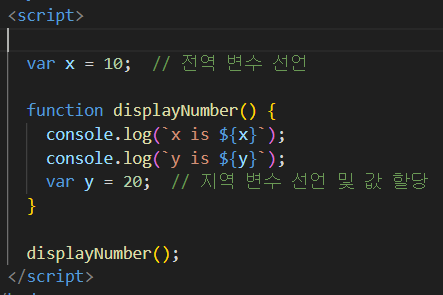 <script>
var x = 10;  // 전역 변수 선언
function displayNumber() {
console.log(`x is ${x}`);
console.log(`y is ${y}`);
var y = 20;  // 지역 변수 선언 및 값 할당
}
displayNumber();
</script>